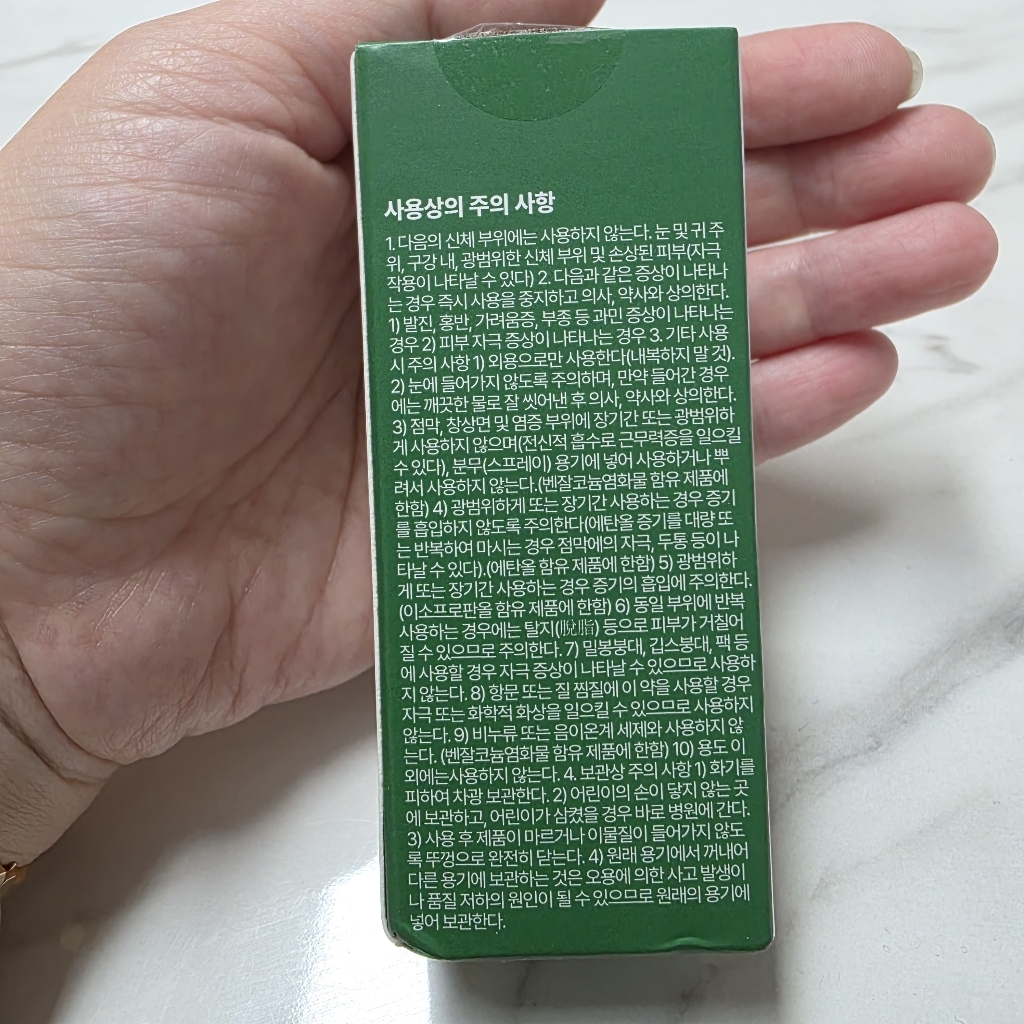 사용상의 주의 사항
1. 다음의 신체 부위에는 사용하지 않는다. 눈 및 귀 주
위, 구강 내, 광범위한 신체 부위 및 손상된 피부(자극
작용이 나타날 수 있다) 2. 다음과 같은 증상이 나타나
는 경우 즉시 사용을 중지하고 의사, 약사와 상의한다.
1) 발진, 홍반, 가려움증, 부종 등 과민 증상이 나타나는
경우 2) 피부 자극 증상이 나타나는 경우 3. 기타 사용
시 주의 사항 1) 외용으로만 사용한다(내복하지 말 것).
2) 눈에 들어가지 않도록 주의하며, 만약 들어간 경우
에는 깨끗한 물로 잘 씻어낸 후 의사, 약사와 상의한다.
3) 점막, 창상면 및 염증 부위에 장기간 또는 광범위하
게 사용하지 않으며(전신적 흡수로 근무력증을 일으킬
수 있다), 분무(스프레이) 용기에 넣어 사용하거나 뿌
려서 사용하지 않는다.(벤잘코늄염화물 함유 제품에
한함) 4) 광범위하게 또는 장기간 사용하는 경우 증기
를 흡입하지 않도록 주의한다(에탄올 증기를 대량 또
는 반복하여 마시는 경우 점막에의 자극, 두통 등이 나
타날 수 있다).(에탄올 함유 제품에 한함) 5) 광범위하
게 또는 장기간 사용하는 경우 증기의 흡입에 주의한다.
(이소프로판올 함유 제품에 한함) 6) 동일 부위에 반복
사용하는 경우에는 탈지(脫脂) 등으로 피부가 거칠어
질 수 있으므로 주의한다. 7) 밀봉붕대, 깁스붕대, 팩 등
에 사용할 경우 자극 증상이 나타날 수 있으므로 사용하
지 않는다. 8) 항문 또는 질 찜질에 이 약을 사용할 경우
자극 또는 화학적 화상을 일으킬 수 있으므로 사용하지
않는다. 9) 비누류 또는 음이온계 세제와 사용하지 않
는다. (벤잘코늄염화물 함유 제품에 한함) 10) 용도 이
외에는사용하지 않는다. 4. 보관상 주의 사항 1) 화기를
피하여 차광 보관한다. 2) 어린이의 손이 닿지 않는 곳
에 보관하고, 어린이가 삼켰을 경우 바로 병원에 간다.
3) 사용 후 제품이 마르거나 이물질이 들어가지 않도
록 뚜껑으로 완전히 닫는다. 4) 원래 용기에서 꺼내어
다른 용기에 보관하는 것은 오용에 의한 사고 발생이
나 품질 저하의 원인이 될 수 있으므로 원래의 용기에
넣어 보관한다.